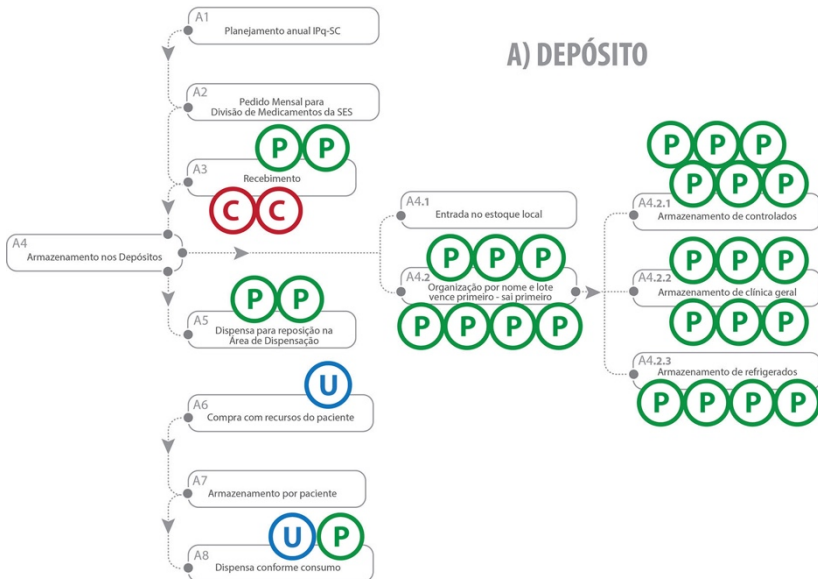 A) DEPÓSITO
A1
Planejamento anual IPq-SC
A2
Pedido Mensal para
Divisão de Medicamentos da SES
P P
A3
Recebimento
C C
A4
Armazenamento nos Depósitos
P P
A5
Dispensa para reposição na
Área de Dispensação
A4.1
Entrada no estoque local
P P P
A4.2
Organização por nome e lote
vence primeiro - sai primeiro
P P P P
P P P
P P P
A4.2.1
Armazenamento de controlados
P P P
A4.2.2
Armazenamento de clínica geral
P P P
A4.2.3
Armazenamento de refrigerados
P P P P
U
A6
Compra com recursos do paciente
A7
Armazenamento por paciente
U P
A8
Dispensa conforme consumo